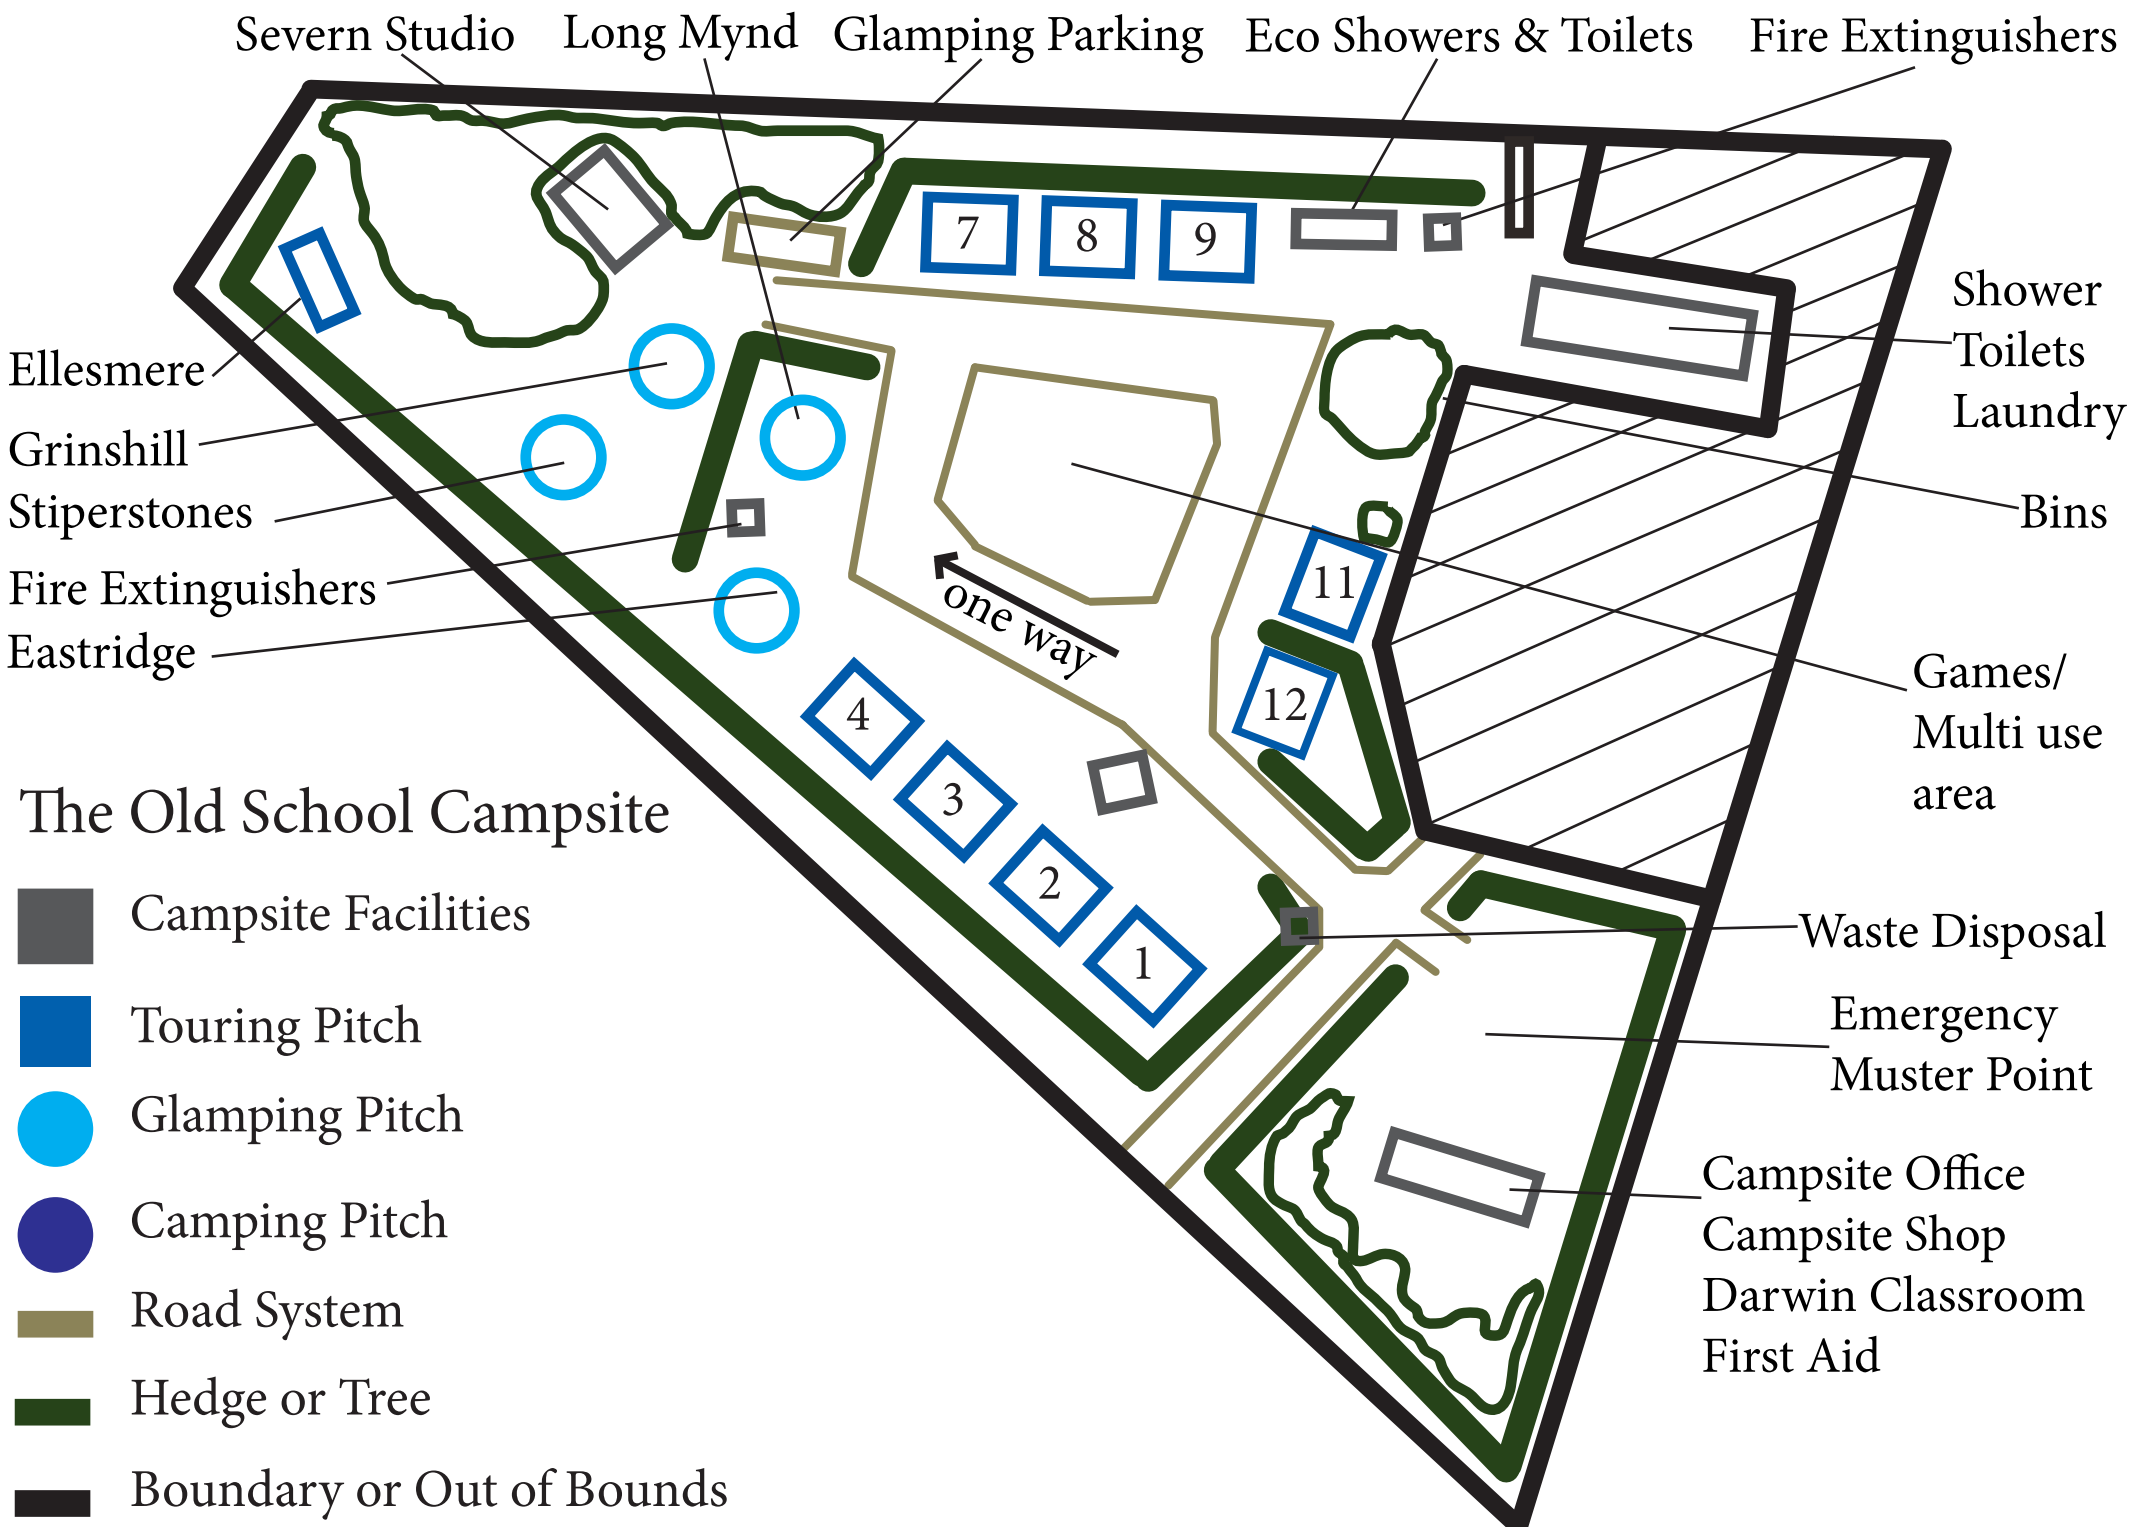 Severn Studio
Long Mynd
Glamping Parking
Eco Showers & Toilets
Fire Extinguishers
7
8
9
Shower
Toilets
Laundry
Ellesmere
Grinshill
Stiperstones
Fire Extinguishers
Eastridge
Bins
11
one way
12
Games/
Multi use
area
4
3
2
1
The Old School Campsite
Campsite Facilities
Touring Pitch
Glamping Pitch
Camping Pitch
Road System
Hedge or Tree
Boundary or Out of Bounds
Waste Disposal
Emergency
Muster Point
Campsite Office
Campsite Shop
Darwin Classroom
First Aid